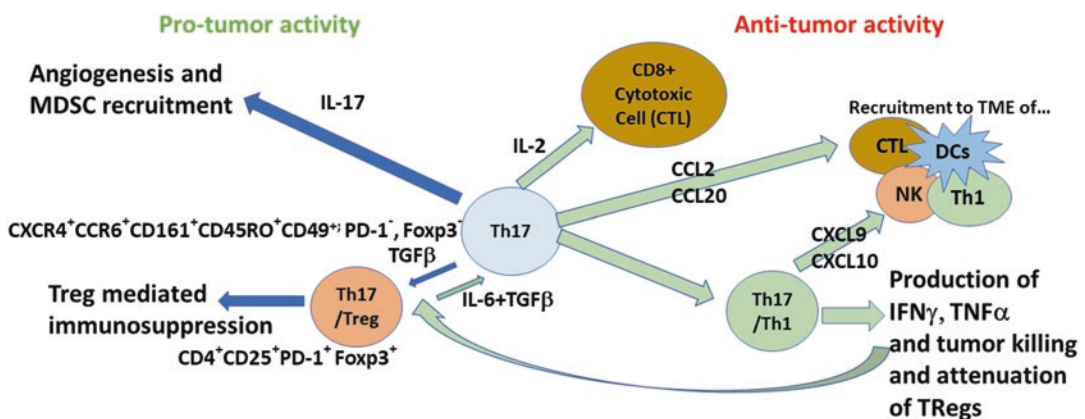 Pro-tumor activity
Anti-tumor activity
Angiogenesis and
MDSC recruitment
IL-17
CD8+
Cytotoxic
Cell (CTL)
IL-2
Recruitment to TME of...
CTL
DCs
NK
Th1
CCL2
CCL20
Th17
CXCR4⁺CCR6⁺CD161⁺CD45RO⁺CD49⁺; PD-1⁻, Foxp3⁻
TGFβ
CXCL9
CXCL10
IL-6+TGFβ
Treg mediated
immunosuppression
Th17
/Treg
CD4⁺CD25⁺PD-1⁺ Foxp3⁺
Th17
/Th1
Production of
IFNγ, TNFα
and tumor killing
and attenuation
of TRegs